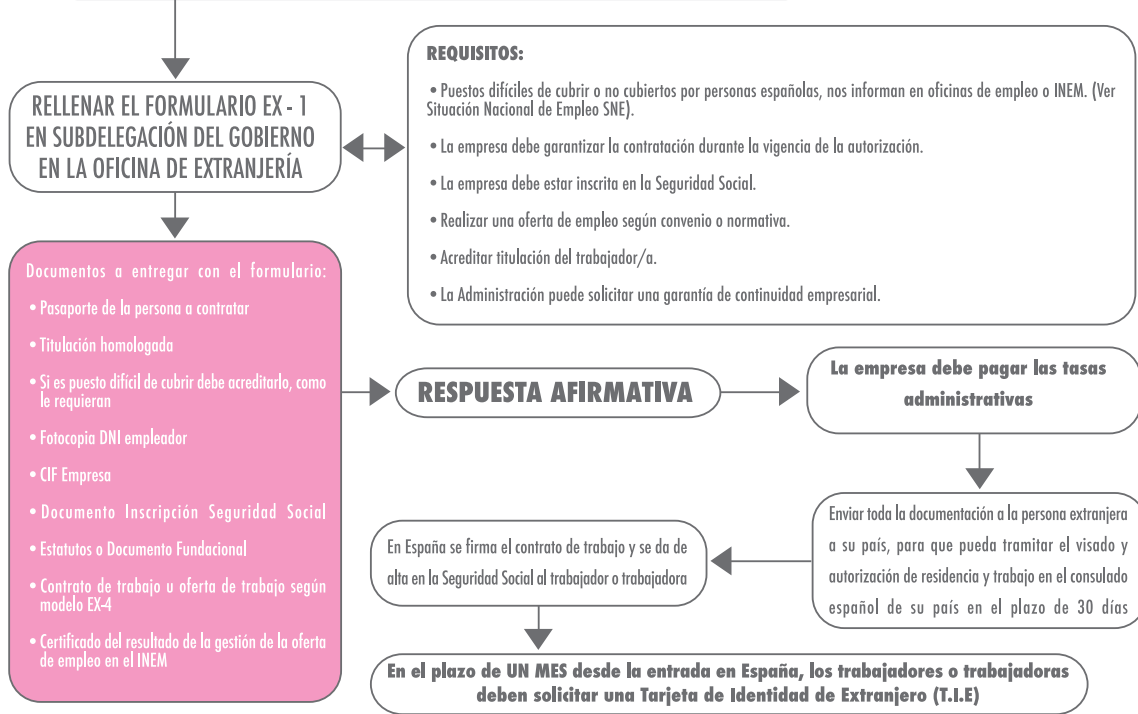 RELLENAR EL FORMULARIO EX - 1
EN SUBDELEGACIÓN DEL GOBIERNO
EN LA OFICINA DE EXTRANJERÍA
REQUISITOS:
• Puestos difíciles de cubrir o no cubiertos por personas españolas, nos informan en oficinas de empleo o INEM. (Ver
Situación Nacional de Empleo SNE).
• La empresa debe garantizar la contratación durante la vigencia de la autorización.
• La empresa debe estar inscrita en la Seguridad Social.
• Realizar una oferta de empleo según convenio o normativa.
• Acreditar titulación del trabajador/a.
• La Administración puede solicitar una garantía de continuidad empresarial.
Documentos a entregar con el formulario:
• Pasaporte de la persona a contratar
• Titulación homologada
• Si es puesto difícil de cubrir debe acreditarlo, como
le requieran
• Fotocopia DNI empleador
• CIF Empresa
• Documento Inscripción Seguridad Social
• Estatutos o Documento Fundacional
• Contrato de trabajo u oferta de trabajo según
modelo EX-4
• Certificado del resultado de la gestión de la oferta
de empleo en el INEM
RESPUESTA AFIRMATIVA
La empresa debe pagar las tasas
administrativas
Enviar toda la documentación a la persona extranjera
a su país, para que pueda tramitar el visado y
autorización de residencia y trabajo en el consulado
español de su país en el plazo de 30 días
En España se firma el contrato de trabajo y se da de
alta en la Seguridad Social al trabajador o trabajadora
En el plazo de UN MES desde la entrada en España, los trabajadores o trabajadoras
deben solicitar una Tarjeta de Identidad de Extranjero (T.I.E)